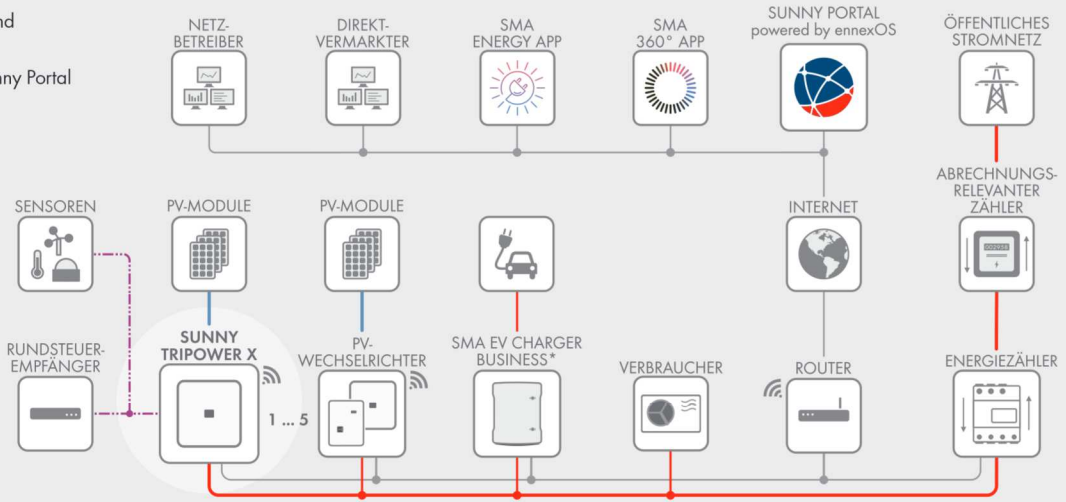 nd
nny Portal
NETZ-
BETREIBER
DIREKT-
VERMARKTER
SMA
ENERGY APP
SMA
360° APP
SUNNY PORTAL
powered by ennexOS
ÖFFENTLICHES
STROMNETZ
SENSOREN
PV-MODULE
PV-MODULE
INTERNET
ABRECHNUNGS-
RELEVANTER
ZÄHLER
002938
RUNDSTEUER-
EMPFÄNGER
SUNNY
TRIPOWER X
1 ... 5
PV-
WECHSELRICHTER
SMA EV CHARGER
BUSINESS*
VERBRAUCHER
ROUTER
ENERGIEZÄHLER